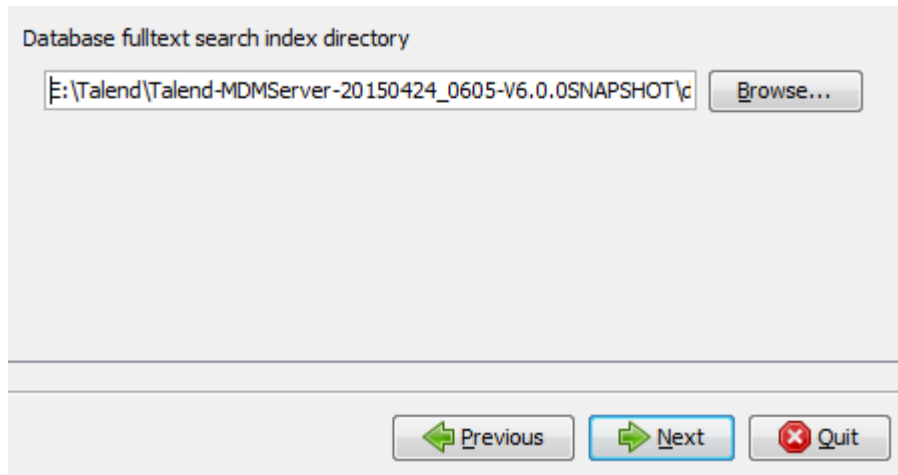 Database fulltext search index directory
E:\Talend\Talend-MDMServer-20150424_0605-V6.0.0SNAPSHOT\d
Browse...
Previous
Next
Quit